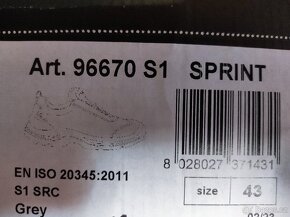 Art. 96670 S1 SPRINT
8 028027 371431
EN ISO 20345:2011
S1 SRC
size 43
Grey